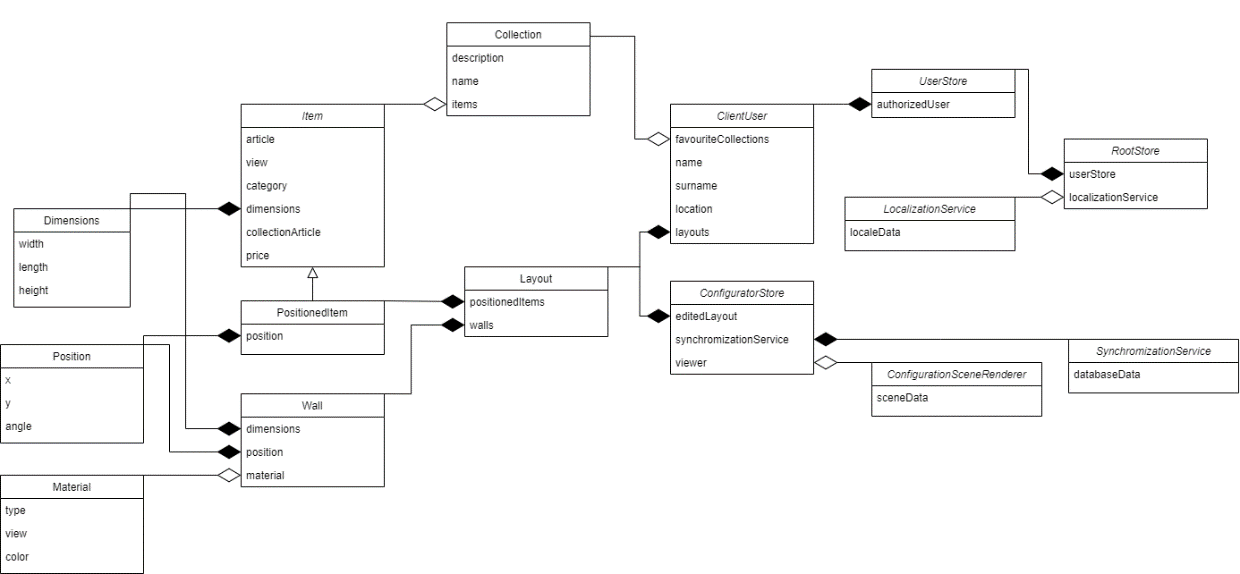 Collection
description
name
items
Item
article
view
category
dimensions
collectionArticle
price
Dimensions
width
length
height
PositionedItem
position
Position
x
y
angle
Wall
dimensions
position
material
Material
type
view
color
Layout
positionedItems
walls
ClientUser
favouriteCollections
name
surname
location
layouts
UserStore
authorizedUser
RootStore
userStore
localizationService
LocalizationService
localeData
ConfiguratorStore
editedLayout
synchromizationService
viewer
SynchromizationService
databaseData
ConfigurationSceneRenderer
sceneData